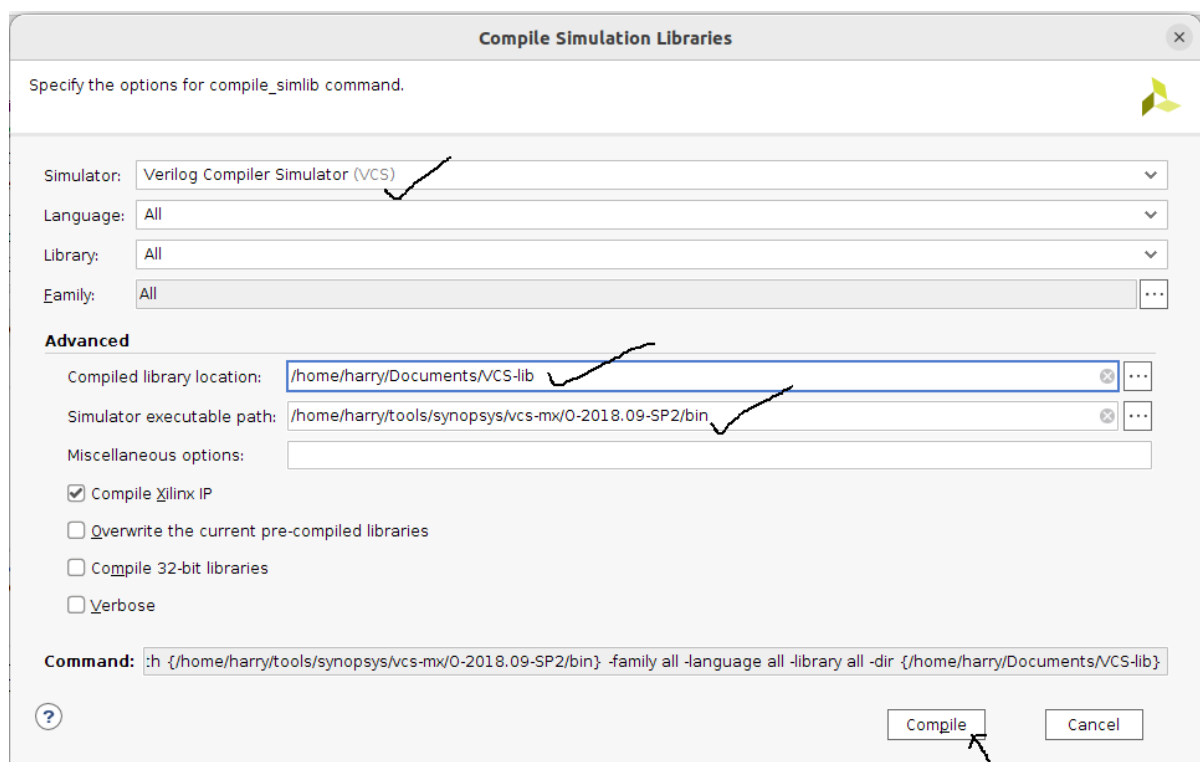 Compile Simulation Libraries
Specify the options for compile_simlib command.
Simulator: Verilog Compiler Simulator (VCS)
Language: All
Library: All
Family: All
Advanced
Compiled library location: /home/harry/Documents/VCS-lib
Simulator executable path: /home/harry/tools/synopsys/vcs-mx/O-2018.09-SP2/bin
Miscellaneous options:
Compile Xilinx IP
Overwrite the current pre-compiled libraries
Compile 32-bit libraries
Verbose
Command: :h {/home/harry/tools/synopsys/vcs-mx/O-2018.09-SP2/bin} -family all -language all -library all -dir {/home/harry/Documents/VCS-lib}
? Compile Cancel